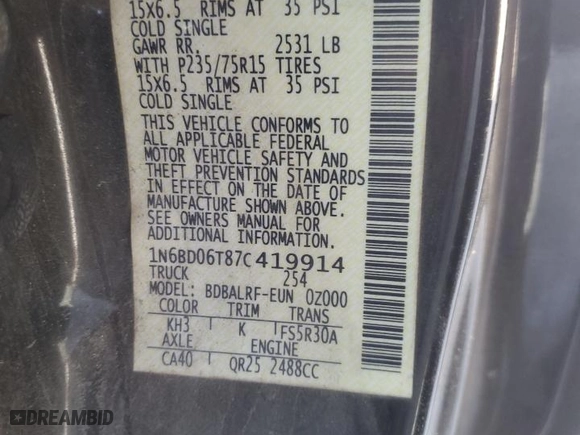 15X6.5 RIMS AT 35 PSI
COLD SINGLE
GAWR RR. 2531 LB
WITH P235/75R15 TIRES
15X6.5 RIMS AT 35 PSI
COLD SINGLE
THIS VEHICLE CONFORMS TO
ALL APPLICABLE FEDERAL
MOTOR VEHICLE SAFETY AND
THEFT PREVENTION STANDARDS
IN EFFECT ON THE DATE OF
MANUFACTURE SHOWN ABOVE.
SEE OWNERS MANUAL FOR
ADDITIONAL INFORMATION.
1N6BD06T87C419914
TRUCK 254
MODEL: BDBALRF-EUN 0Z000
COLOR TRIM TRANS
KH3 K FS5R30A
AXLE ENGINE
CA40 QR25 2488CC
DREAMBID